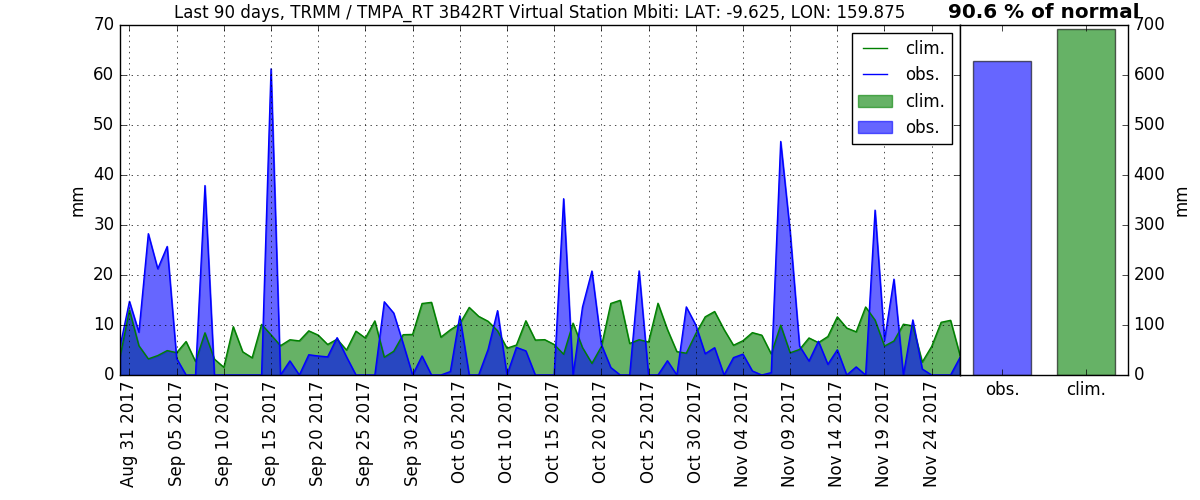 Last 90 days, TRMM / TMPA_RT 3B42RT Virtual Station Mbiti: LAT: -9.625, LON: 159.875
90.6 % of normal
70
60
50
40
30
20
10
0
mm
clim.
obs.
clim.
obs.
700
600
500
400
300
200
100
0
mm
obs.
clim.
Aug 31 2017
Sep 05 2017
Sep 10 2017
Sep 15 2017
Sep 20 2017
Sep 25 2017
Sep 30 2017
Oct 05 2017
Oct 10 2017
Oct 15 2017
Oct 20 2017
Oct 25 2017
Oct 30 2017
Nov 04 2017
Nov 09 2017
Nov 14 2017
Nov 19 2017
Nov 24 2017